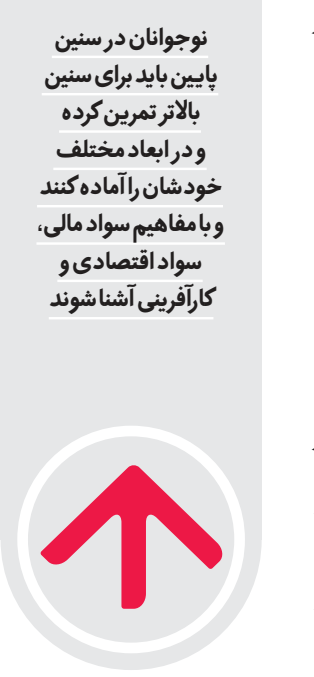 نوجوانان در سنین
پایین باید برای سنین
بالاتر تمرین کرده
و در ابعاد مختلف
خودشان را آماده کنند
و با مفاهیم سواد مالی،
سواد اقتصادی و
کارآفرینی آشنا شوند